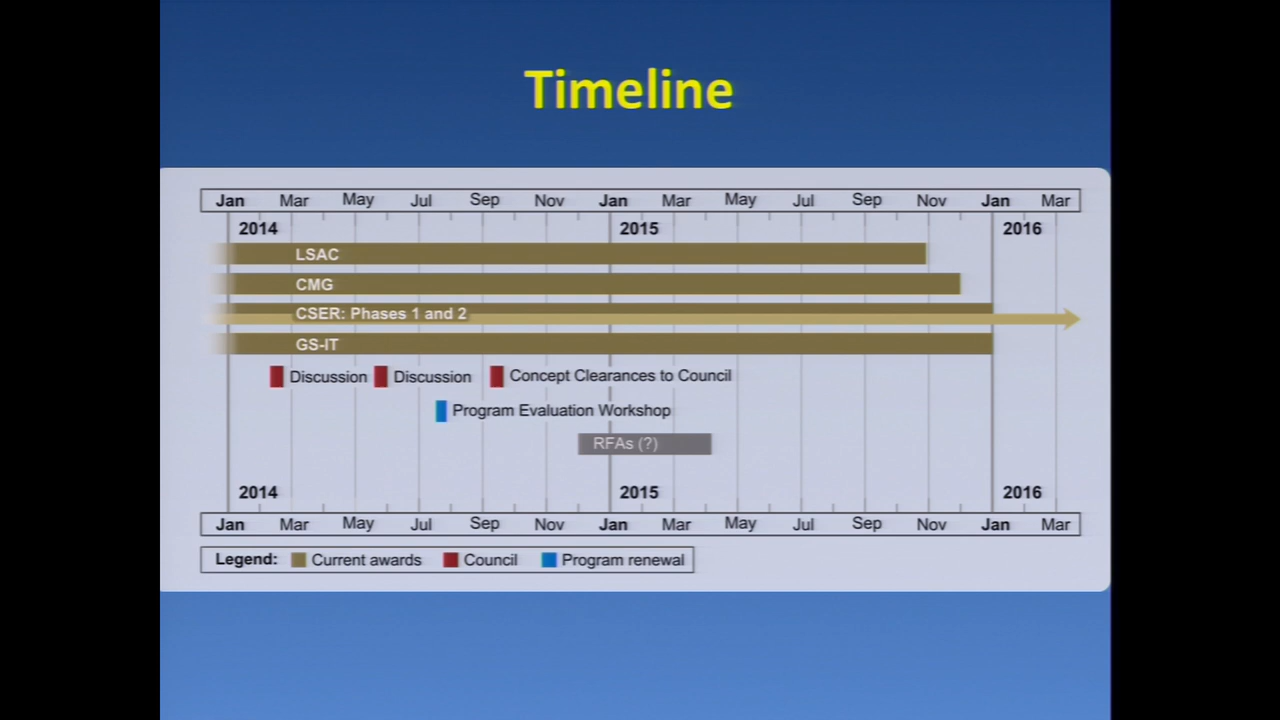 Timeline
Jan Mar May Jul Sep Nov Jan Mar May Jul Sep Nov Jan Mar
2014 2015 2016
LSAC
CMG
CSER: Phases 1 and 2
GS-IT
Discussion Discussion Concept Clearances to Council
Program Evaluation Workshop
RFAs (?)
2014 2015 2016
Jan Mar May Jul Sep Nov Jan Mar May Jul Sep Nov Jan Mar
Legend: Current awards Council Program renewal